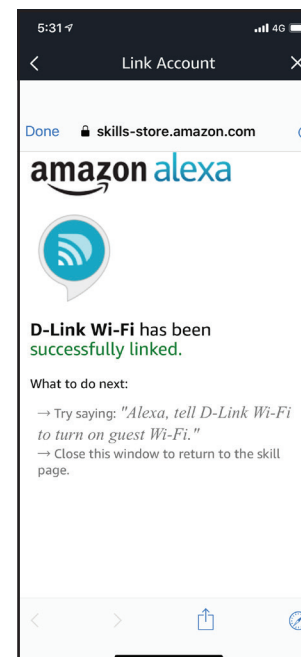 5:31 4G
Link Account
Done skills-store.amazon.com
amazon alexa
D-Link Wi-Fi has been
successfully linked.
What to do next:
→ Try saying: "Alexa, tell D-Link Wi-Fi
to turn on guest Wi-Fi."
→ Close this window to return to the skill
page.